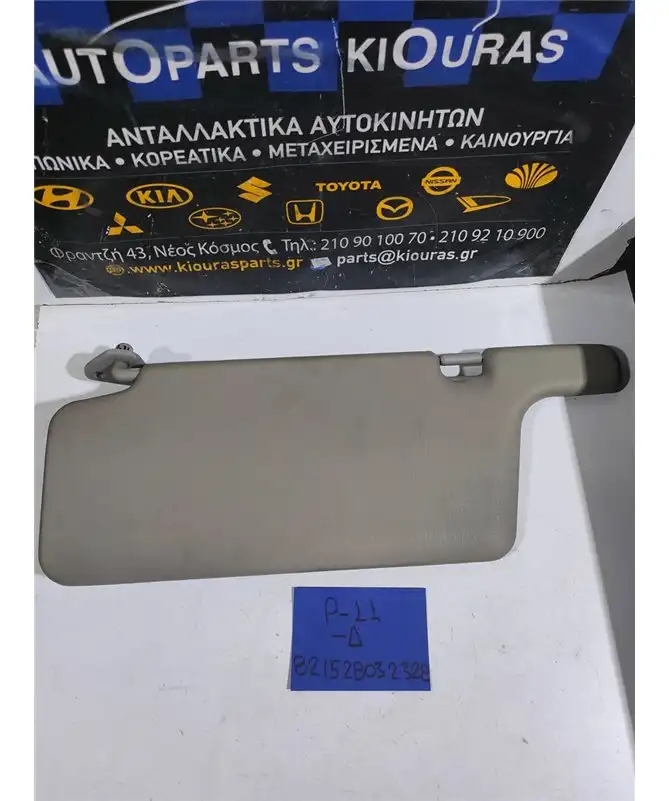 AUTOPARTS KIOURAS
ΑΝΤΑΛΛΑΚΤΙΚΑ ΑΥΤΟΚΙΝΗΤΩΝ
• ΚΟΡΕΑΤΙΚΑ • ΜΕΤΑΧΕΙΡΙΣΜΕΝΑ • ΚΑΙΝΟΥΡΓΙΑ
KIA TOYOTA NISSAN
SUBARU
Φραντζή 43, Νέος Κόσμος Τηλ.: 210 90 100 70 • 210 92 10 900
www.kiourasparts.gr parts@kiouras.gr
P-11
-Δ
821528032328